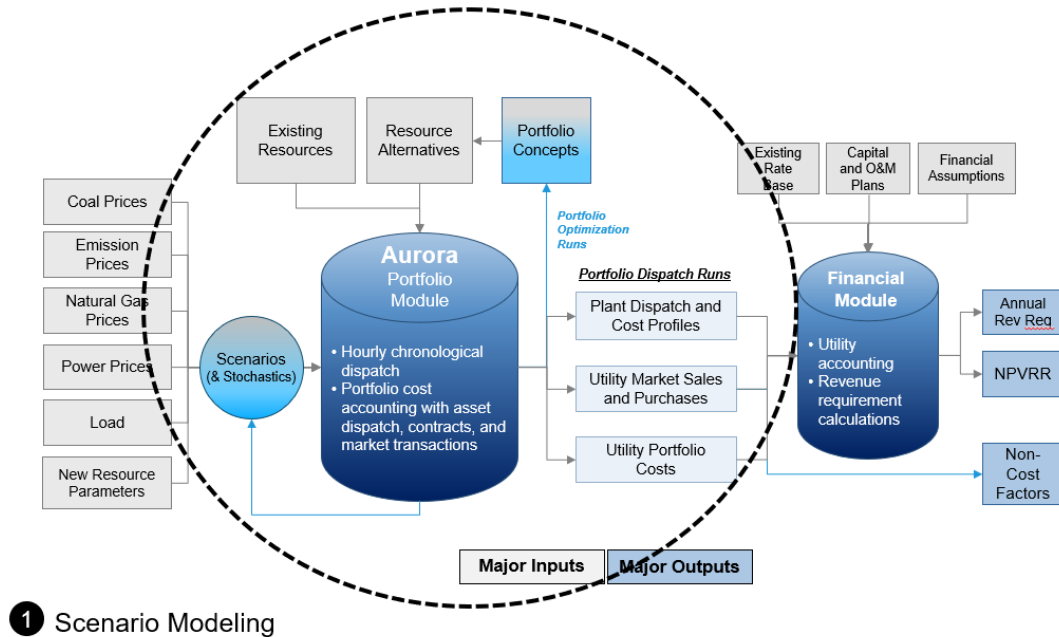 Existing
Resources
Resource
Alternatives
Portfolio
Concepts
Existing
Rate
Base
Capital
and O&M
Plans
Financial
Assumptions
Coal Prices
Emission
Prices
Natural Gas
Prices
Power Prices
Load
New Resource
Parameters
Scenarios
(& Stochastics)
Aurora
Portfolio
Module
• Hourly chronological
dispatch
• Portfolio cost
accounting with asset
dispatch, contracts, and
market transactions
Portfolio
Optimization
Runs
Portfolio Dispatch Runs
Plant Dispatch and
Cost Profiles
Utility Market Sales
and Purchases
Utility Portfolio
Costs
Financial
Module
• Utility
accounting
• Revenue
requirement
calculations
Annual
Rev Req
NPVRR
Non-
Cost
Factors
Major Inputs
Major Outputs
1 Scenario Modeling